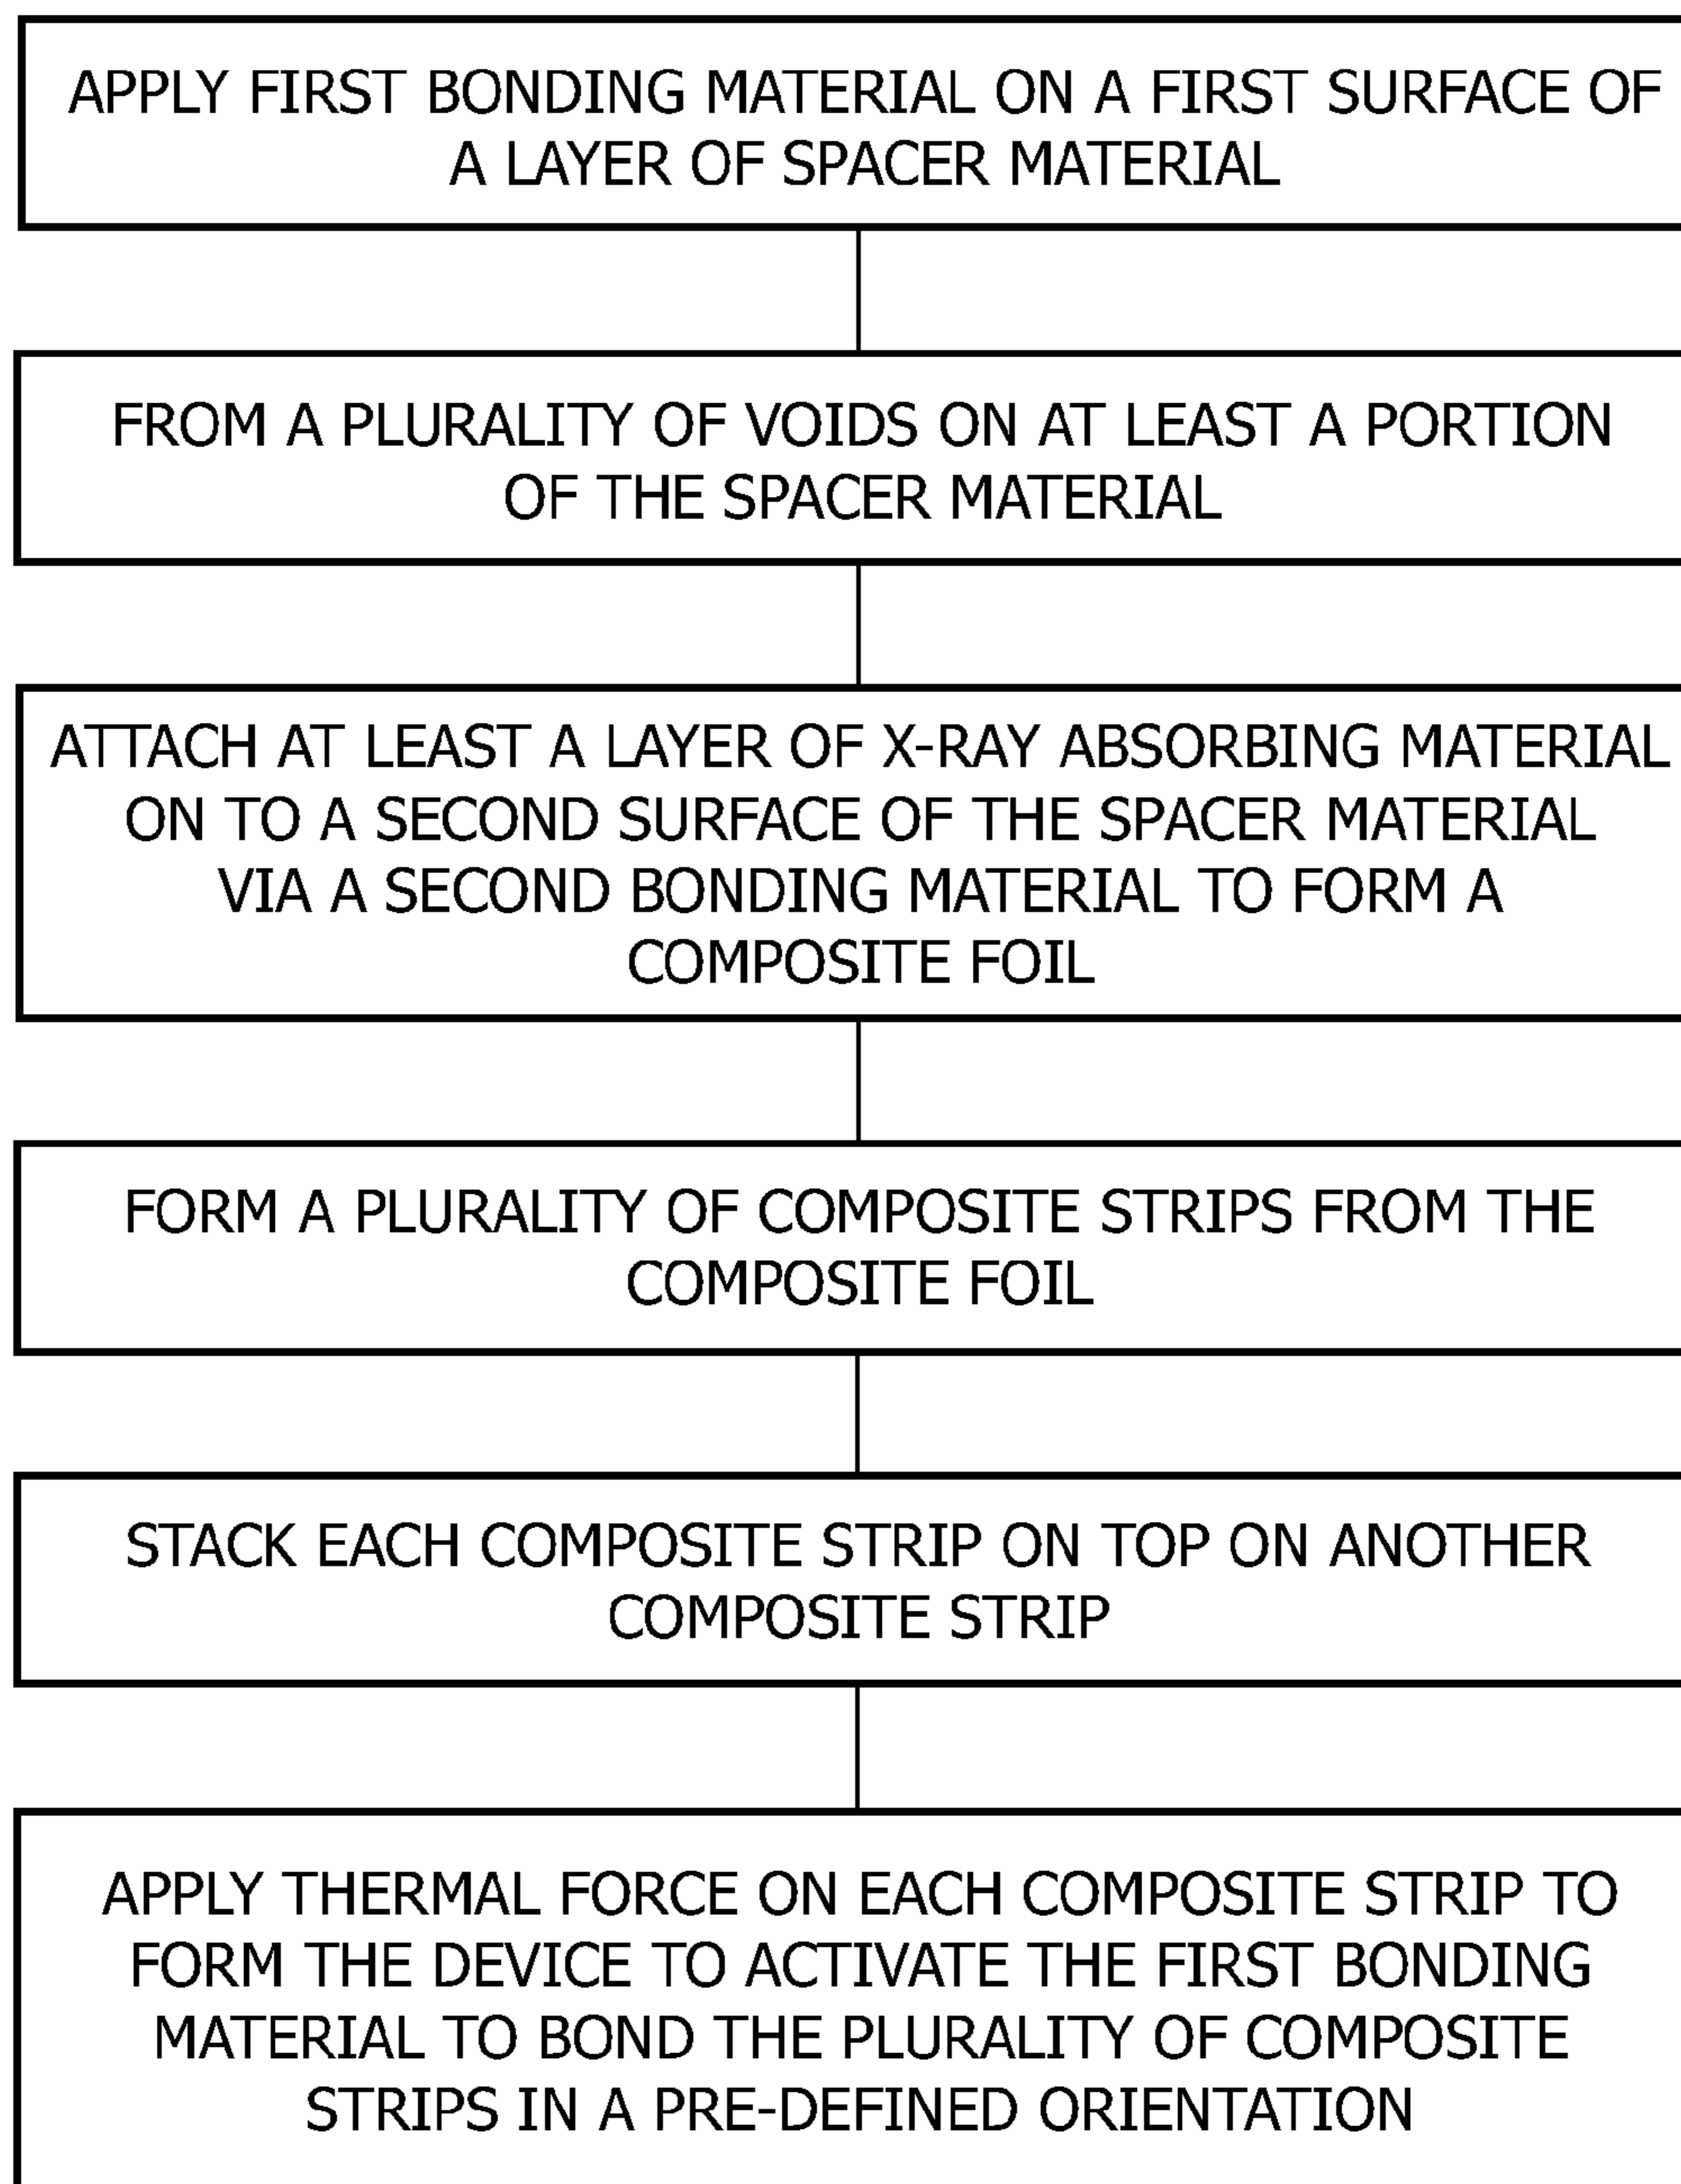 APPLY FIRST BONDING MATERIAL ON A FIRST SURFACE OF
A LAYER OF SPACER MATERIAL
FROM A PLURALITY OF VOIDS ON AT LEAST A PORTION
OF THE SPACER MATERIAL
ATTACH AT LEAST A LAYER OF X-RAY ABSORBING MATERIAL
ON TO A SECOND SURFACE OF THE SPACER MATERIAL
VIA A SECOND BONDING MATERIAL TO FORM A
COMPOSITE FOIL
FORM A PLURALITY OF COMPOSITE STRIPS FROM THE
COMPOSITE FOIL
STACK EACH COMPOSITE STRIP ON TOP ON ANOTHER
COMPOSITE STRIP
APPLY THERMAL FORCE ON EACH COMPOSITE STRIP TO
FORM THE DEVICE TO ACTIVATE THE FIRST BONDING
MATERIAL TO BOND THE PLURALITY OF COMPOSITE
STRIPS IN A PRE-DEFINED ORIENTATION